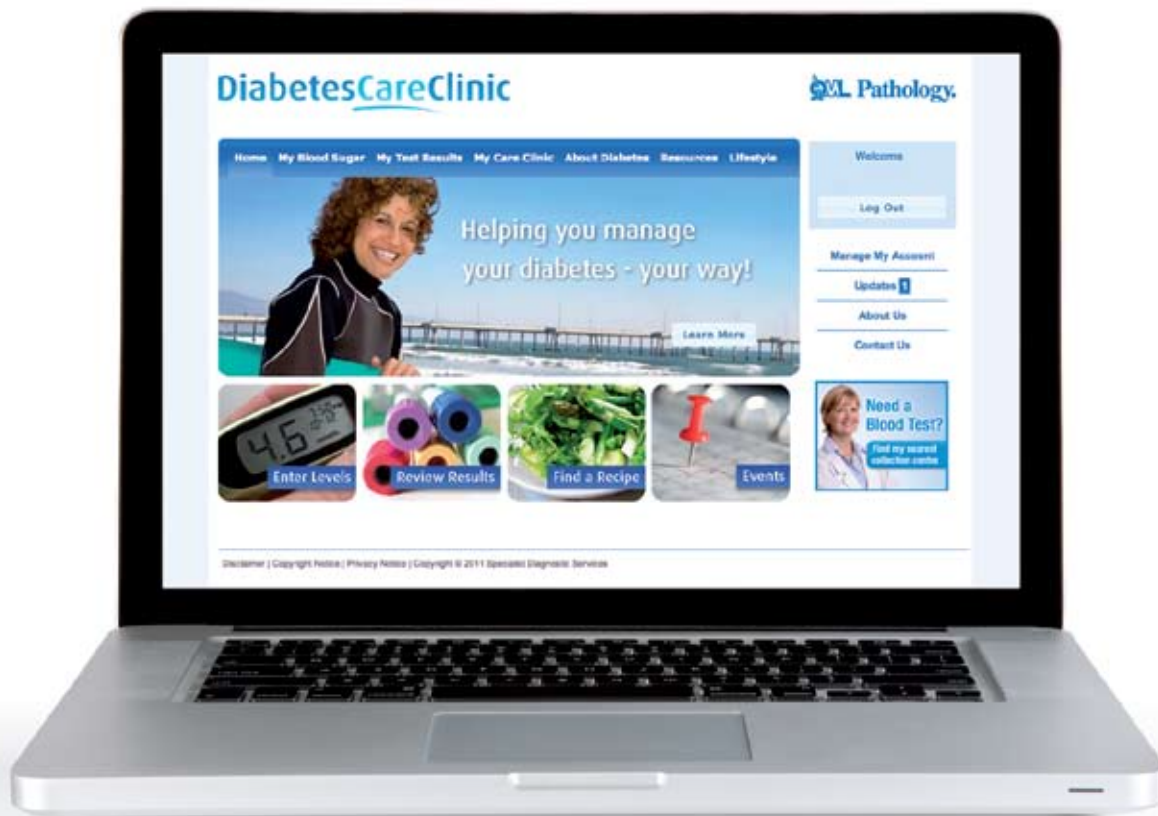 DiabetesCareClinic
QML Pathology.
Home My Blood Sugar My Test Results My Care Clinic About Diabetes Resources Lifestyle
Helping you manage
your diabetes - your way!
Learn More
Welcome
Log Out
Manage My Account
Updates 1
About Us
Contact Us
4.6
Enter Levels
Review Results
Find a Recipe
Events
Need a
Blood Test?
Find my nearest
collection centre
Disclaimer | Copyright Notice | Privacy Notice | Copyright © 2011 Specialist Diagnostic Services